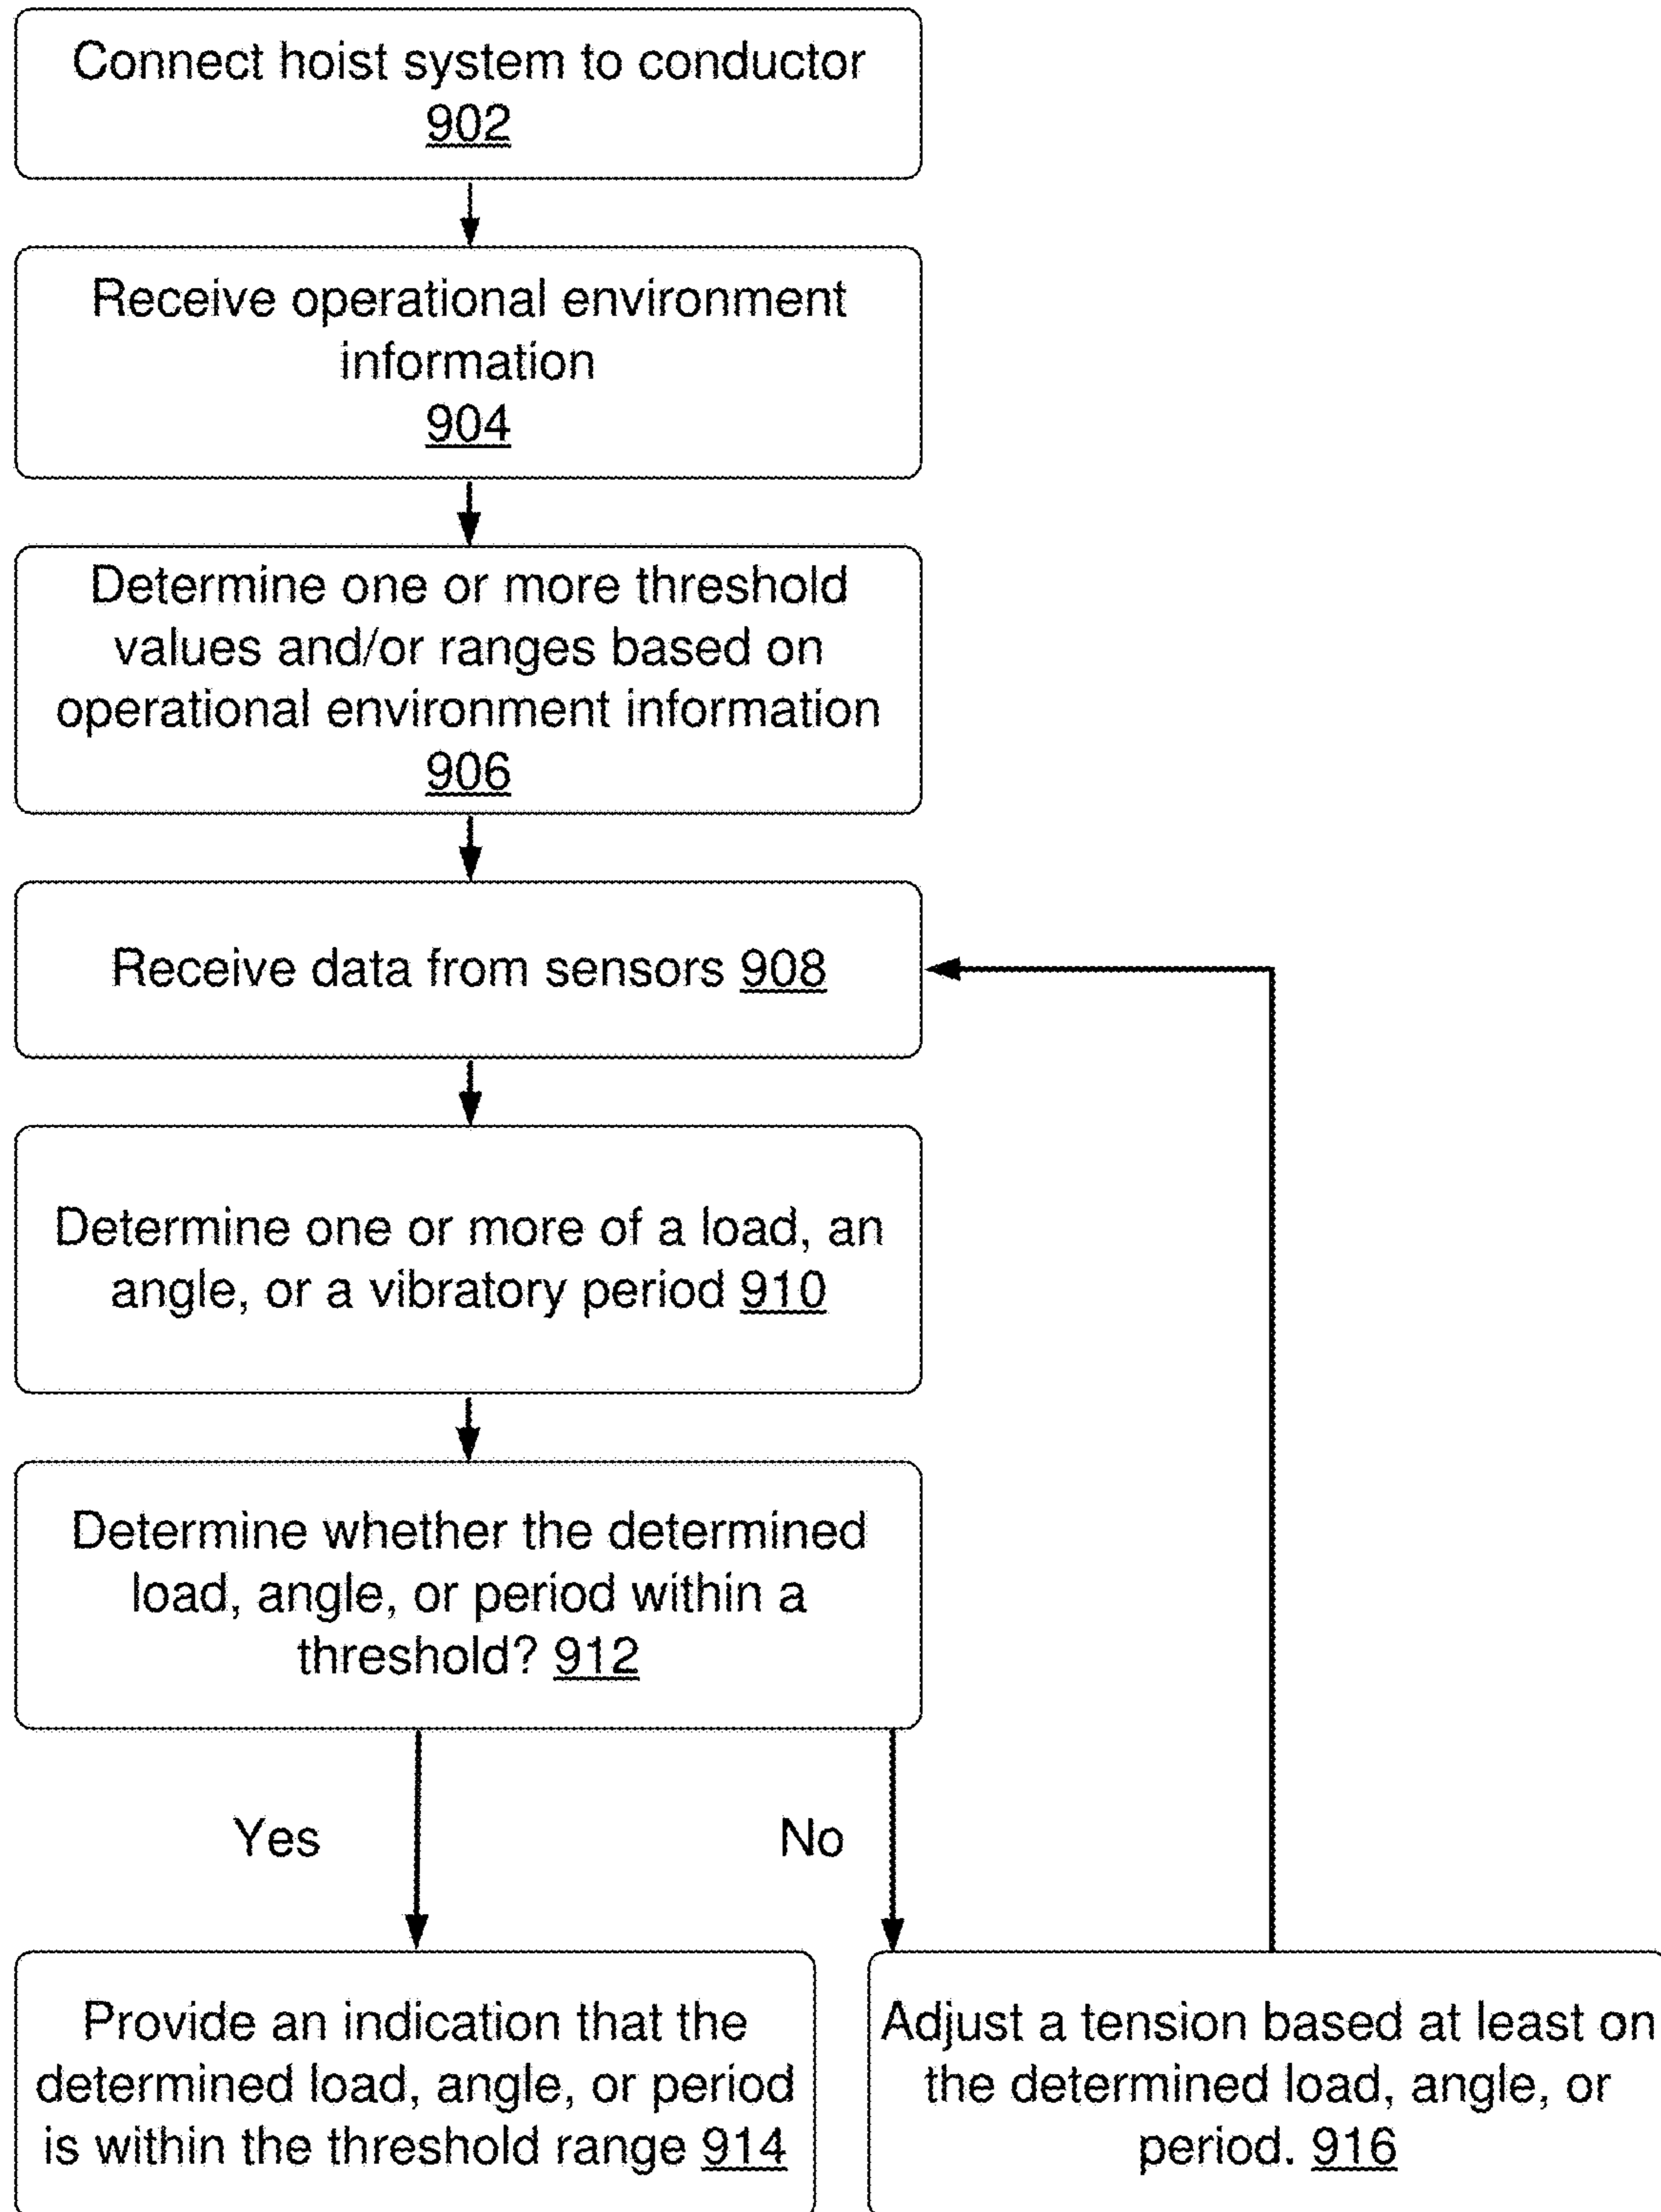 Connect hoist system to conductor
902
Receive operational environment
information
904
Determine one or more threshold
values and/or ranges based on
operational environment information
906
Receive data from sensors 908
Determine one or more of a load, an
angle, or a vibratory period 910
Determine whether the determined
load, angle, or period within a
threshold? 912
Yes
No
Provide an indication that the
determined load, angle, or period
is within the threshold range 914
Adjust a tension based at least on
the determined load, angle, or
period. 916